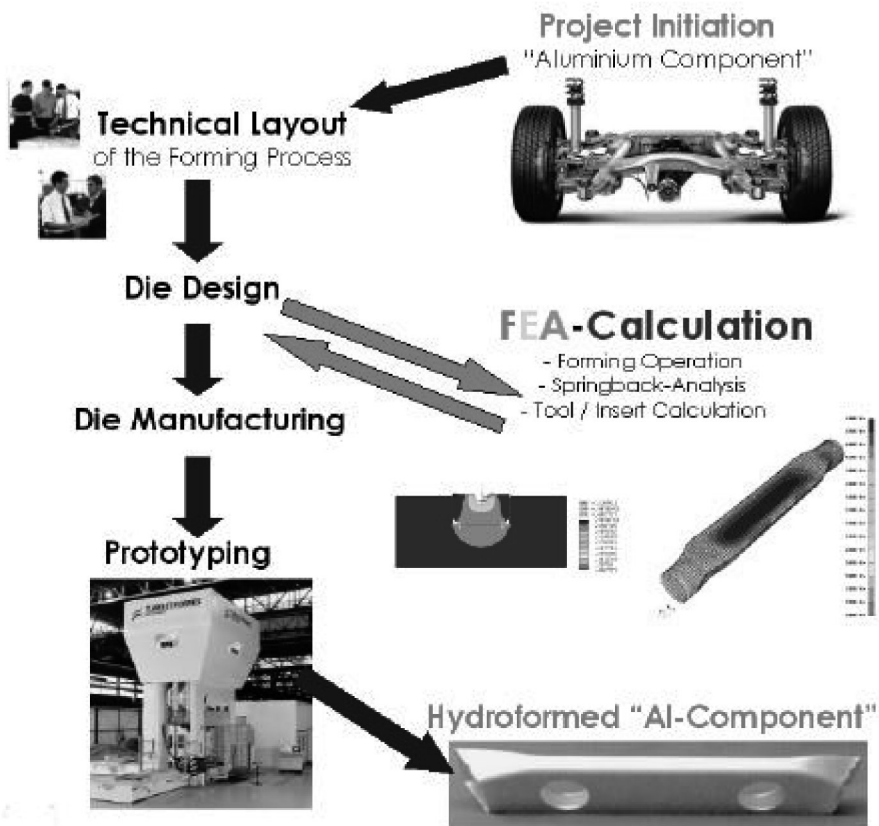 Project Initiation
"Aluminium Component"
Technical Layout
of the Forming Process
Die Design
FEA-Calculation
- Forming Operation
- Springback-Analysis
- Tool / Insert Calculation
Die Manufacturing
Prototyping
Hydroformed "Al-Component"